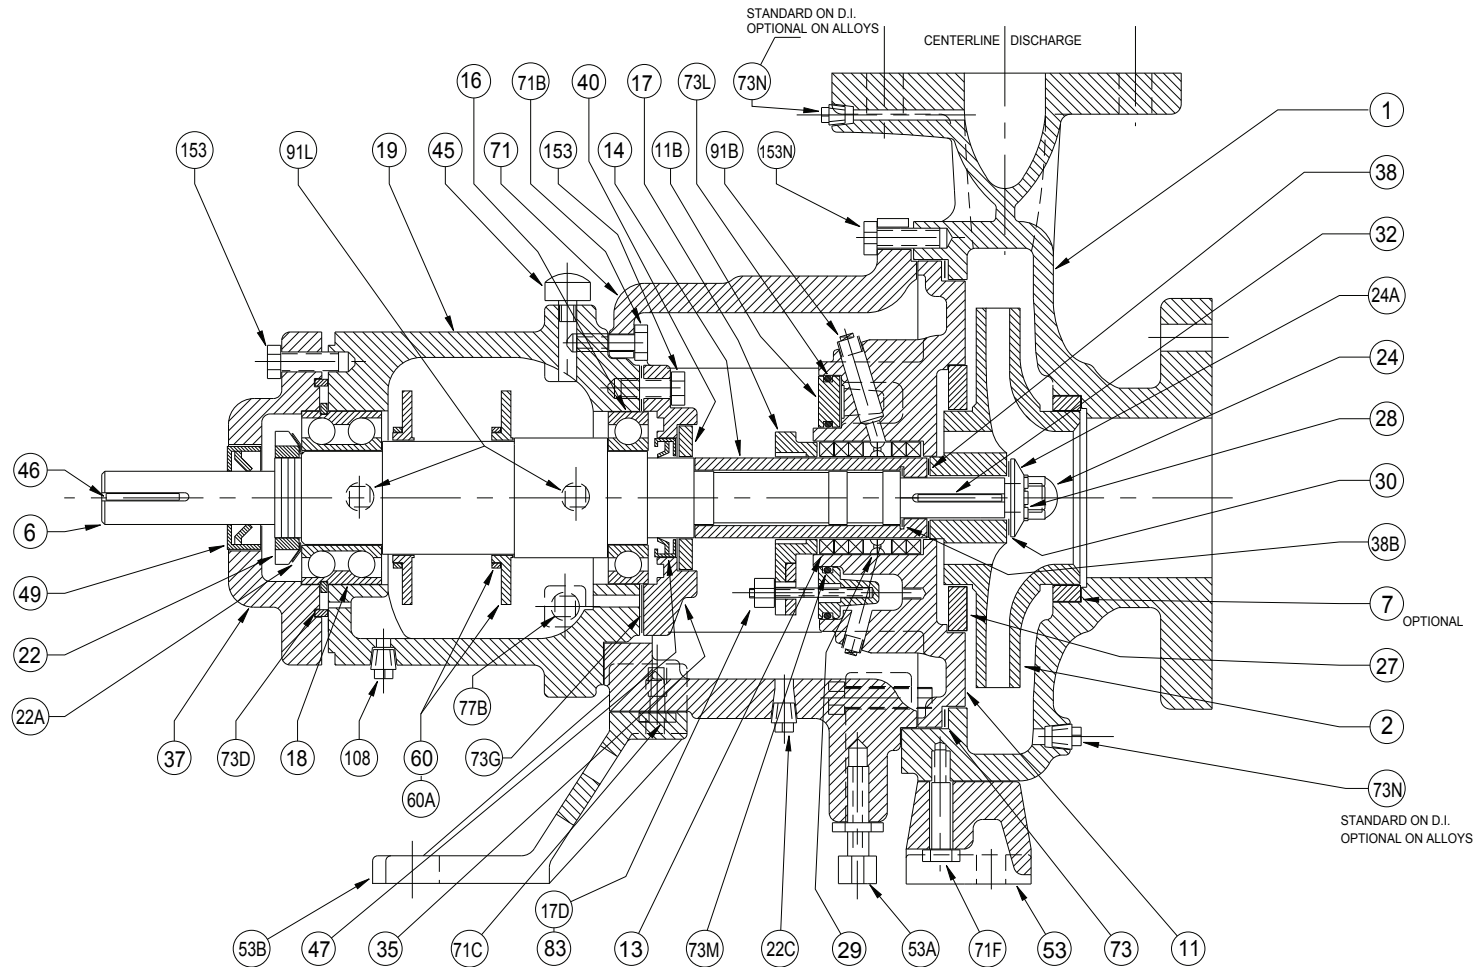 STANDARD ON D.I.
OPTIONAL ON ALLOYS
CENTERLINE DISCHARGE
16
71B
40
17
73L
73N
1
153
91L
19
45
71
153
14
11B
91B
153N
38
32
24A
24
28
46
30
6
38B
49
7
OPTIONAL
22
27
22A
77B
2
37
73D
18
108
60
73G
73N
60A
STANDARD ON D.I.
OPTIONAL ON ALLOYS
17D
53B
47
35
71C
83
13
73M
22C
29
53A
71F
53
73
11